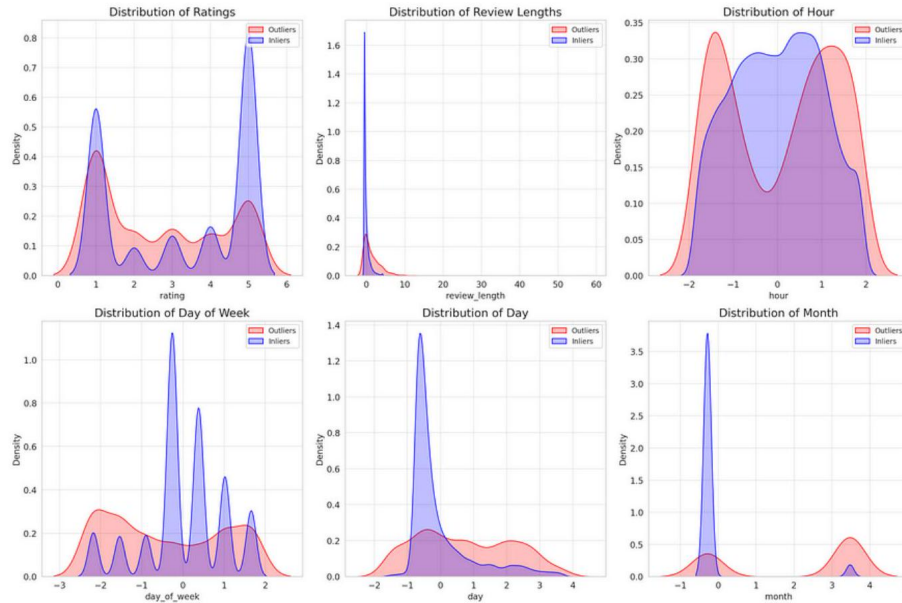 Distribution of Ratings
Outliers
Inliers
0.8
0.7
0.6
0.5
0.4
0.3
0.2
0.1
0.0
Density
0 1 2 3 4 5 6
rating
Distribution of Review Lengths
Outliers
Inliers
1.6
1.4
1.2
1.0
0.8
0.6
0.4
0.2
0.0
Density
0 10 20 30 40 50 60
review_length
Distribution of Hour
Outliers
Inliers
0.35
0.30
0.25
0.20
0.15
0.10
0.05
0.00
Density
−2 −1 0 1 2
hour
Distribution of Day of Week
Outliers
Inliers
1.0
0.8
0.6
0.4
0.2
0.0
Density
−3 −2 −1 0 1 2
day_of_week
Distribution of Day
Outliers
Inliers
1.4
1.2
1.0
0.8
0.6
0.4
0.2
0.0
Density
−2 −1 0 1 2 3 4
day
Distribution of Month
Outliers
Inliers
3.5
3.0
2.5
2.0
1.5
1.0
0.5
0.0
Density
−1 0 1 2 3 4
month